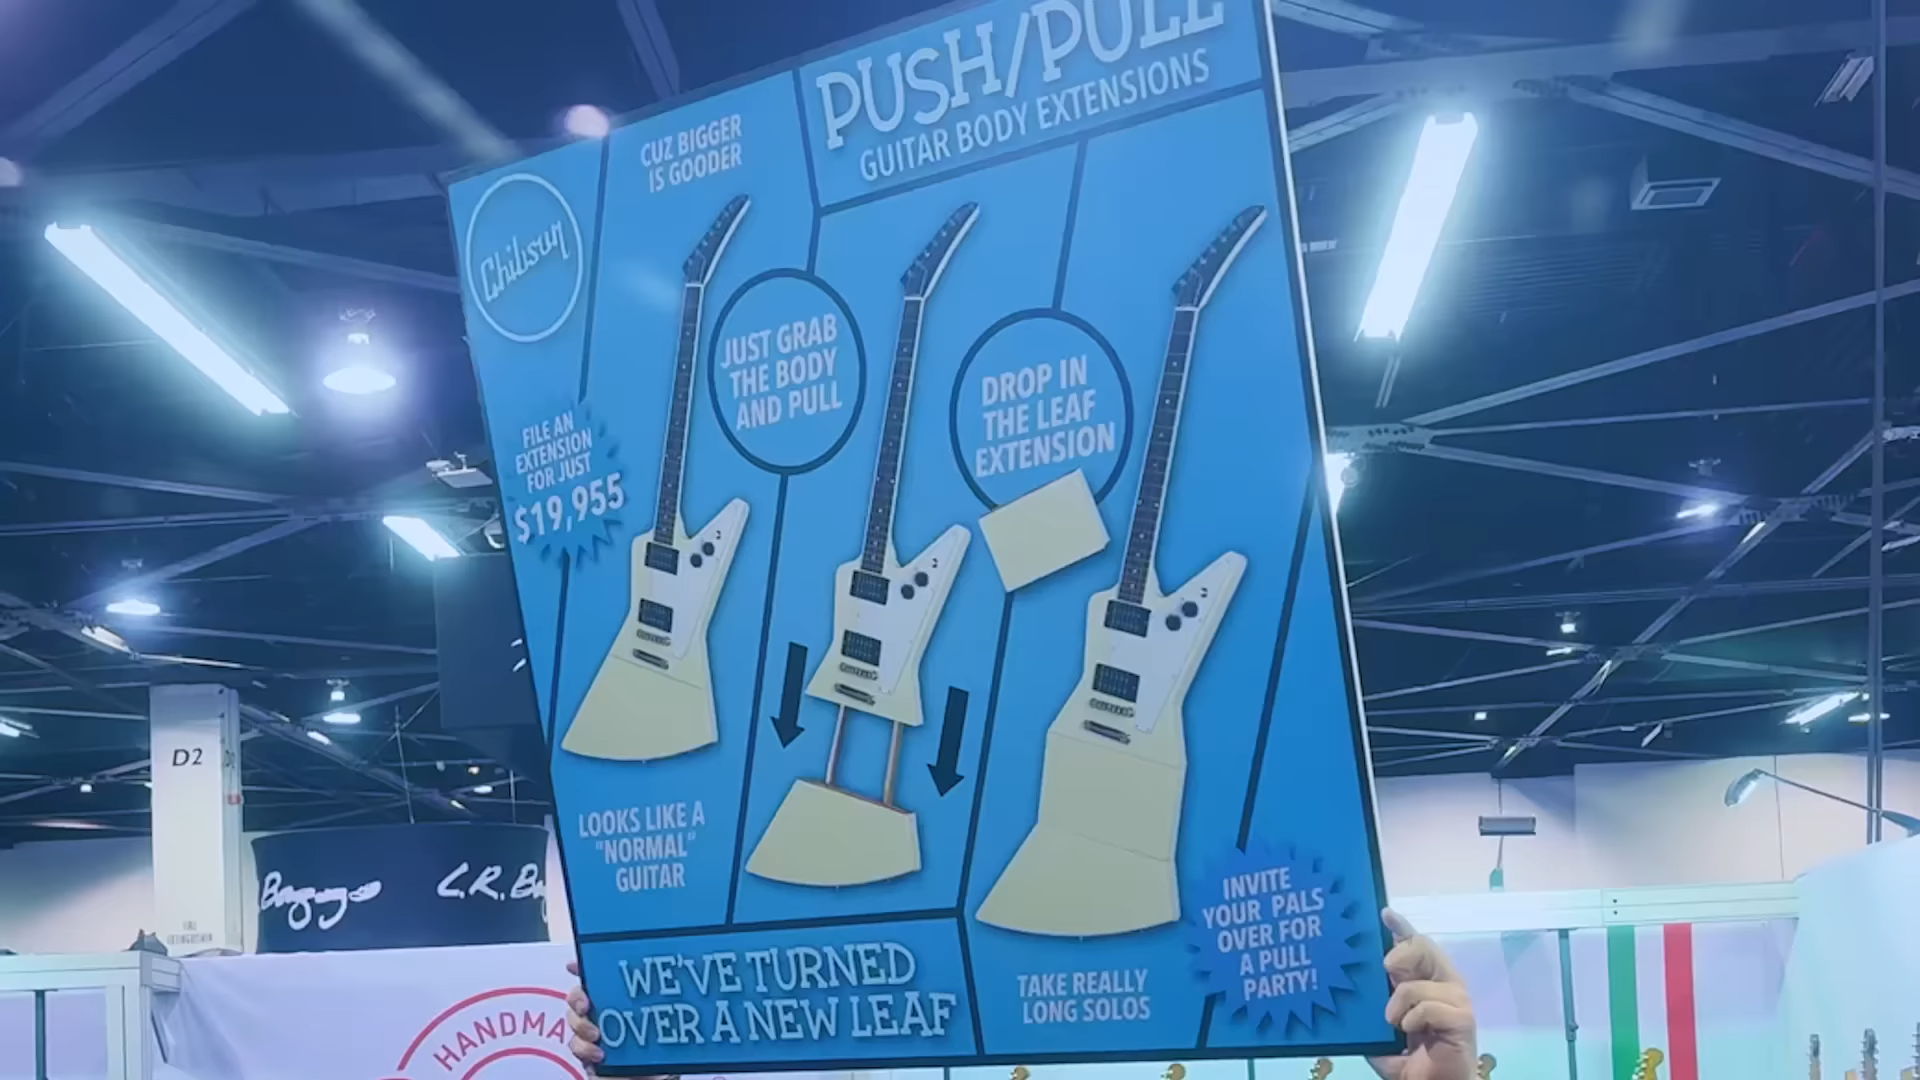 PUSH/PULL
GUITAR BODY EXTENSIONS
CUZ BIGGER
IS GOODER
Chibson
JUST GRAB
THE BODY
AND PULL
DROP IN
THE LEAF
EXTENSION
FILE AN
EXTENSION
FOR JUST
$19,955
LOOKS LIKE A
"NORMAL"
GUITAR
INVITE
YOUR PALS
OVER FOR
A PULL
PARTY!
WE'VE TURNED
OVER A NEW LEAF
TAKE REALLY
LONG SOLOS
D2
FIRE
EXTINGUISHER